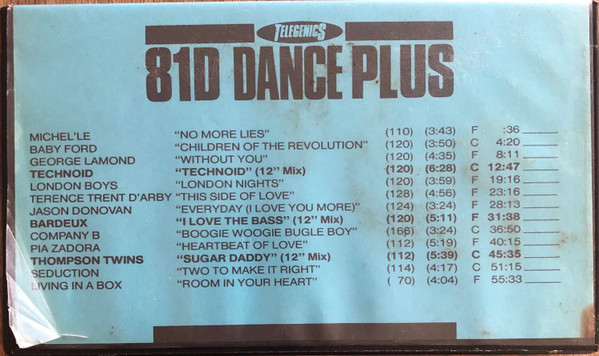 TELEGENICS
81D DANCE PLUS
MICHEL'LE "NO MORE LIES" (110) (3:43) F :36
BABY FORD "CHILDREN OF THE REVOLUTION" (120) (3:50) C 4:20
GEORGE LAMOND "WITHOUT YOU" (120) (4:35) F 8:11
TECHNOID "TECHNOID" (12" Mix) (120) (6:28) C 12:47
LONDON BOYS "LONDON NIGHTS" (120) (3:59) F 19:16
TERENCE TRENT D'ARBY "THIS SIDE OF LOVE" (128) (4:56) F 23:16
JASON DONOVAN "EVERYDAY (I LOVE YOU MORE)" (124) (3:24) F 28:13
BARDEUX "I LOVE THE BASS" (12" Mix) (120) (5:11) F 31:38
COMPANY B "BOOGIE WOOGIE BUGLE BOY" (166) (3:24) C 36:50
PIA ZADORA "HEARTBEAT OF LOVE" (112) (5:19) F 40:15
THOMPSON TWINS "SUGAR DADDY" (12" Mix) (112) (5:39) C 45:35
SEDUCTION "TWO TO MAKE IT RIGHT" (114) (4:17) C 51:15
LIVING IN A BOX "ROOM IN YOUR HEART" ( 70) (4:04) F 55:33